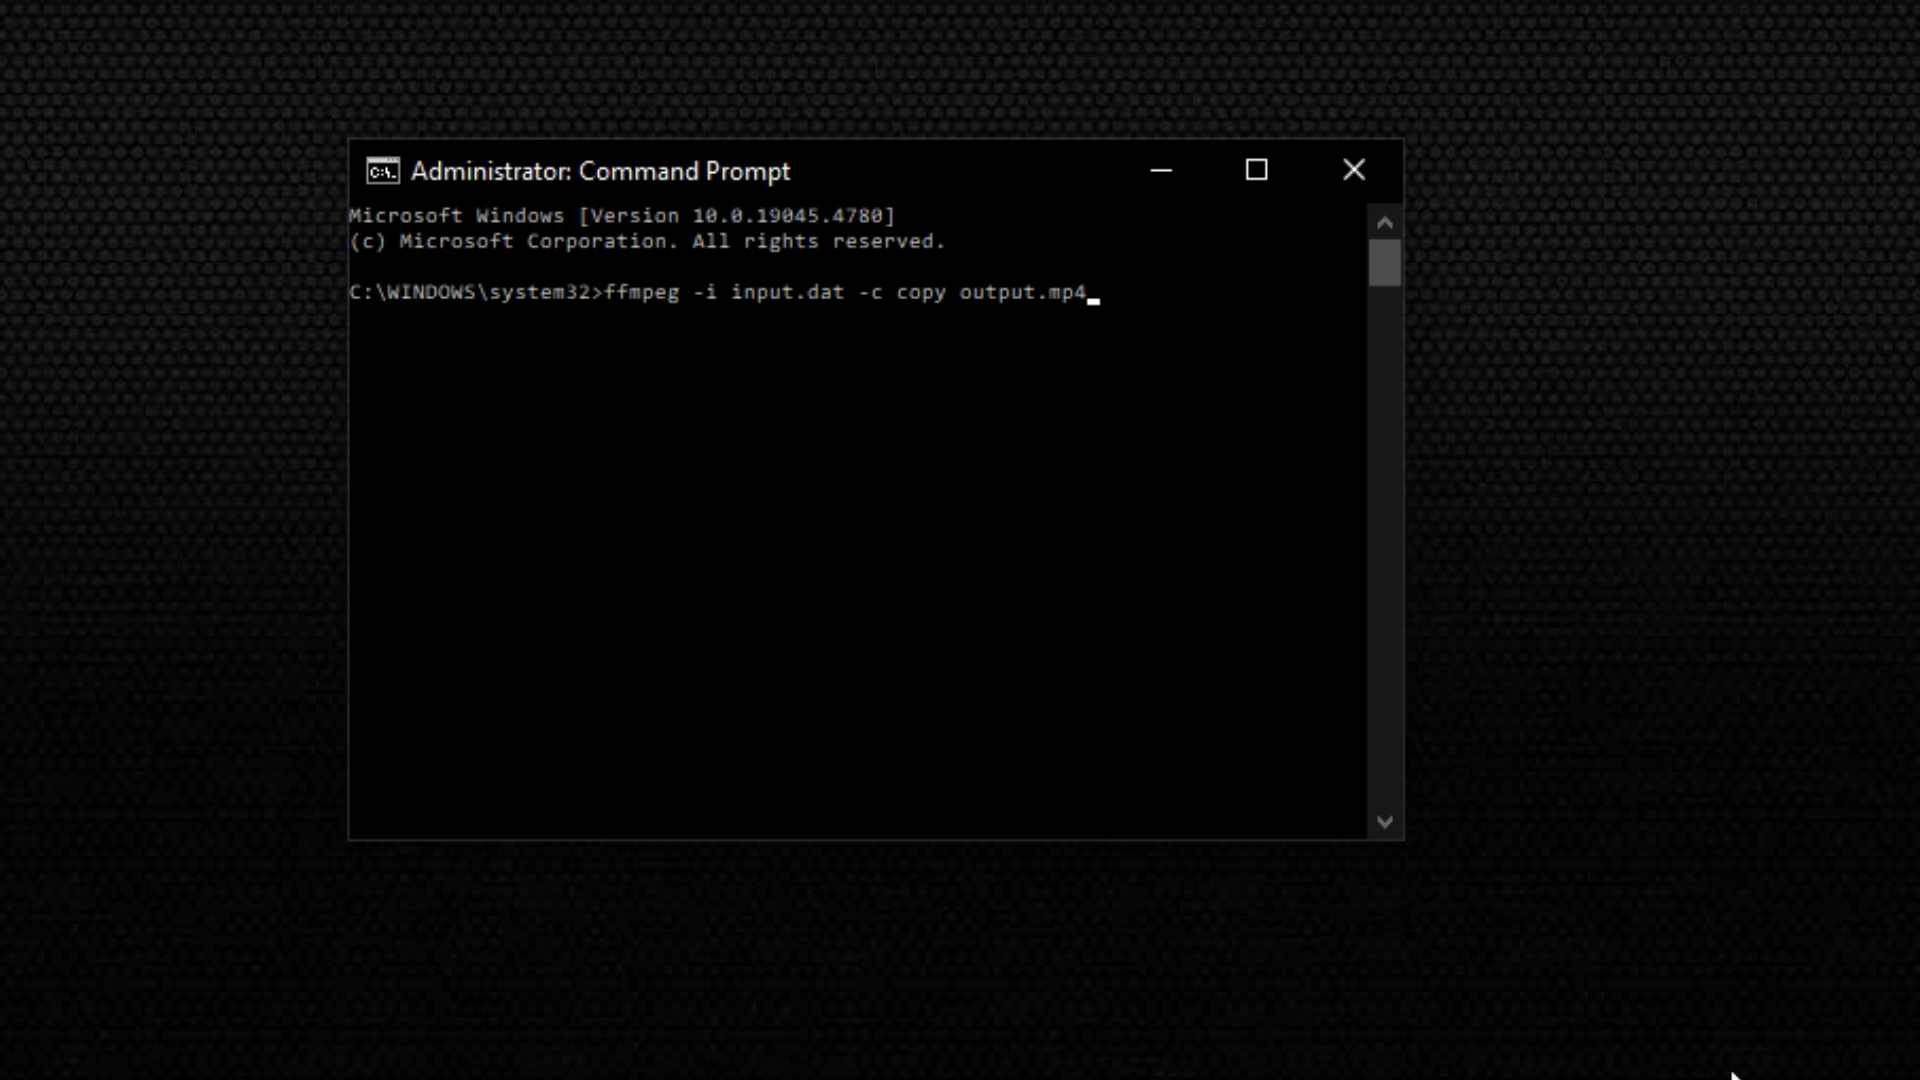 Administrator: Command Prompt
Microsoft Windows [Version 10.0.19045.4780]
(c) Microsoft Corporation. All rights reserved.
C:\WINDOWS\system32>ffmpeg -i input.dat -c copy output.mp4